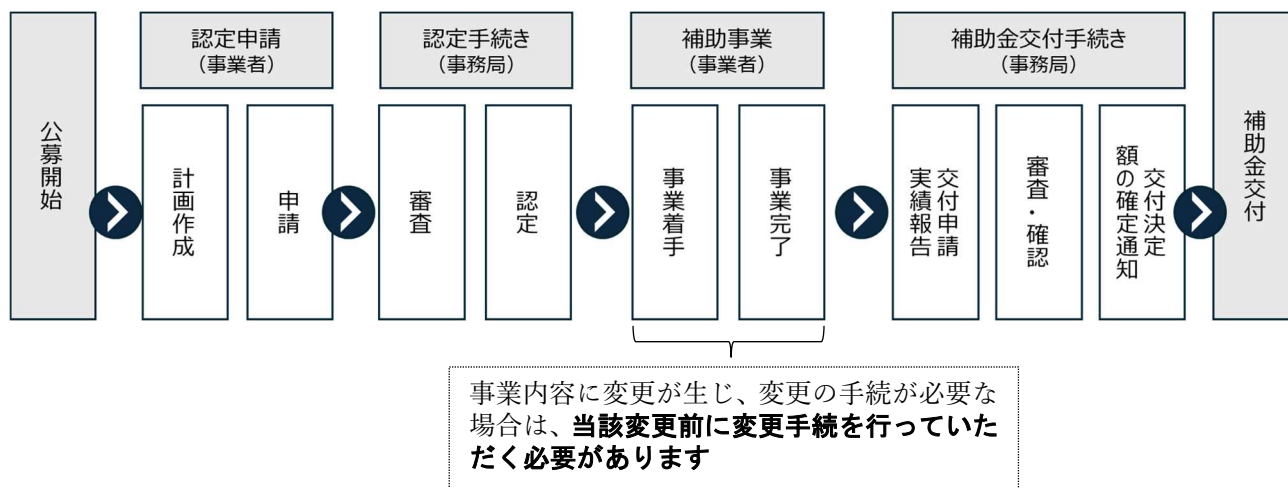 公募開始
認定申請
（事業者）
計画作成
申請
認定手続き
（事務局）
審査
認定
補助事業
（事業者）
事業着手
事業完了
補助金交付手続き
（事務局）
交付申請
実績報告
審査・確認
交付決定
額の確定通知
補助金交付
事業内容に変更が生じ、変更の手続が必要な
場合は、当該変更前に変更手続を行っていた
だく必要があります